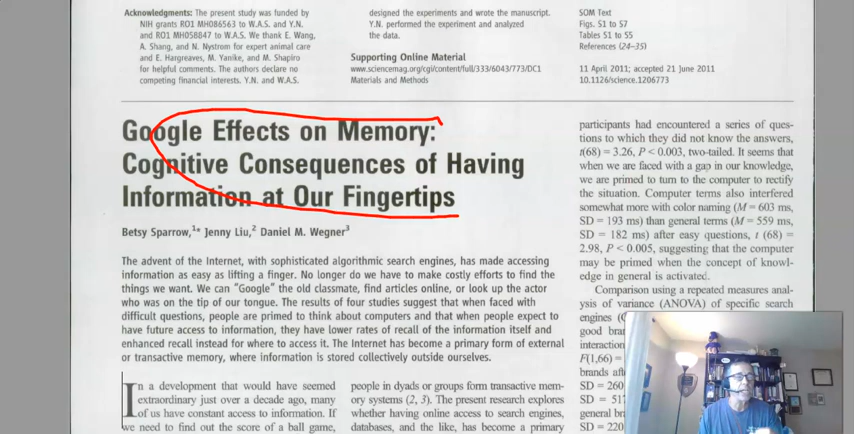 Acknowledgments: The present study was funded by
NIH grants RO1 MH086563 to W.A.S. and Y.N.
and RO1 MH058847 to W.A.S. We thank E. Wang,
A. Shang, and N. Nystrom for expert animal care
and E. Hargreaves, M. Yanike, and M. Shapiro
for helpful comments. The authors declare no
competing financial interests. Y.N. and W.A.S.
designed the experiments and wrote the manuscript.
Y.N. performed the experiment and analyzed
the data.
Supporting Online Material
www.sciencemag.org/cgi/content/full/333/6043/773/DC1
Materials and Methods
SOM Text
Figs. S1 to S7
Tables S1 to S5
References (24–35)
11 April 2011; accepted 21 June 2011
10.1126/science.1206773
Google Effects on Memory:
Cognitive Consequences of Having
Information at Our Fingertips
Betsy Sparrow,1* Jenny Liu,2 Daniel M. Wegner3
The advent of the Internet, with sophisticated algorithmic search engines, has made accessing
information as easy as lifting a finger. No longer do we have to make costly efforts to find the
things we want. We can "Google" the old classmate, find articles online, or look up the actor
who was on the tip of our tongue. The results of four studies suggest that when faced with
difficult questions, people are primed to think about computers and that when people expect to
have future access to information, they have lower rates of recall of the information itself and
enhanced recall instead for where to access it. The Internet has become a primary form of external
or transactive memory, where information is stored collectively outside ourselves.
In a development that would have seemed
extraordinary just over a decade ago, many
of us have constant access to information. If
we need to find out the score of a ball game,
people in dyads or groups form transactive mem-
ory systems (2, 3). The present research explores
whether having online access to search engines,
databases, and the like, has become a primary
participants had encountered a series of ques-
tions to which they did not know the answers,
t(68) = 3.26, P < 0.003, two-tailed. It seems that
when we are faced with a gap in our knowledge,
we are primed to turn to the computer to rectify
the situation. Computer terms also interfered
somewhat more with color naming (M = 603 ms,
SD = 193 ms) than general terms (M = 559 ms,
SD = 182 ms) after easy questions, t (68) =
2.98, P < 0.005, suggesting that the computer
may be primed when the concept of knowl-
edge in general is activated.
Comparison using a repeated measures anal-
ysis of variance (ANOVA) of specific search
engines
good
interaction
F(1,66) =
brands
SD = 260
SD =
general
SD = 220